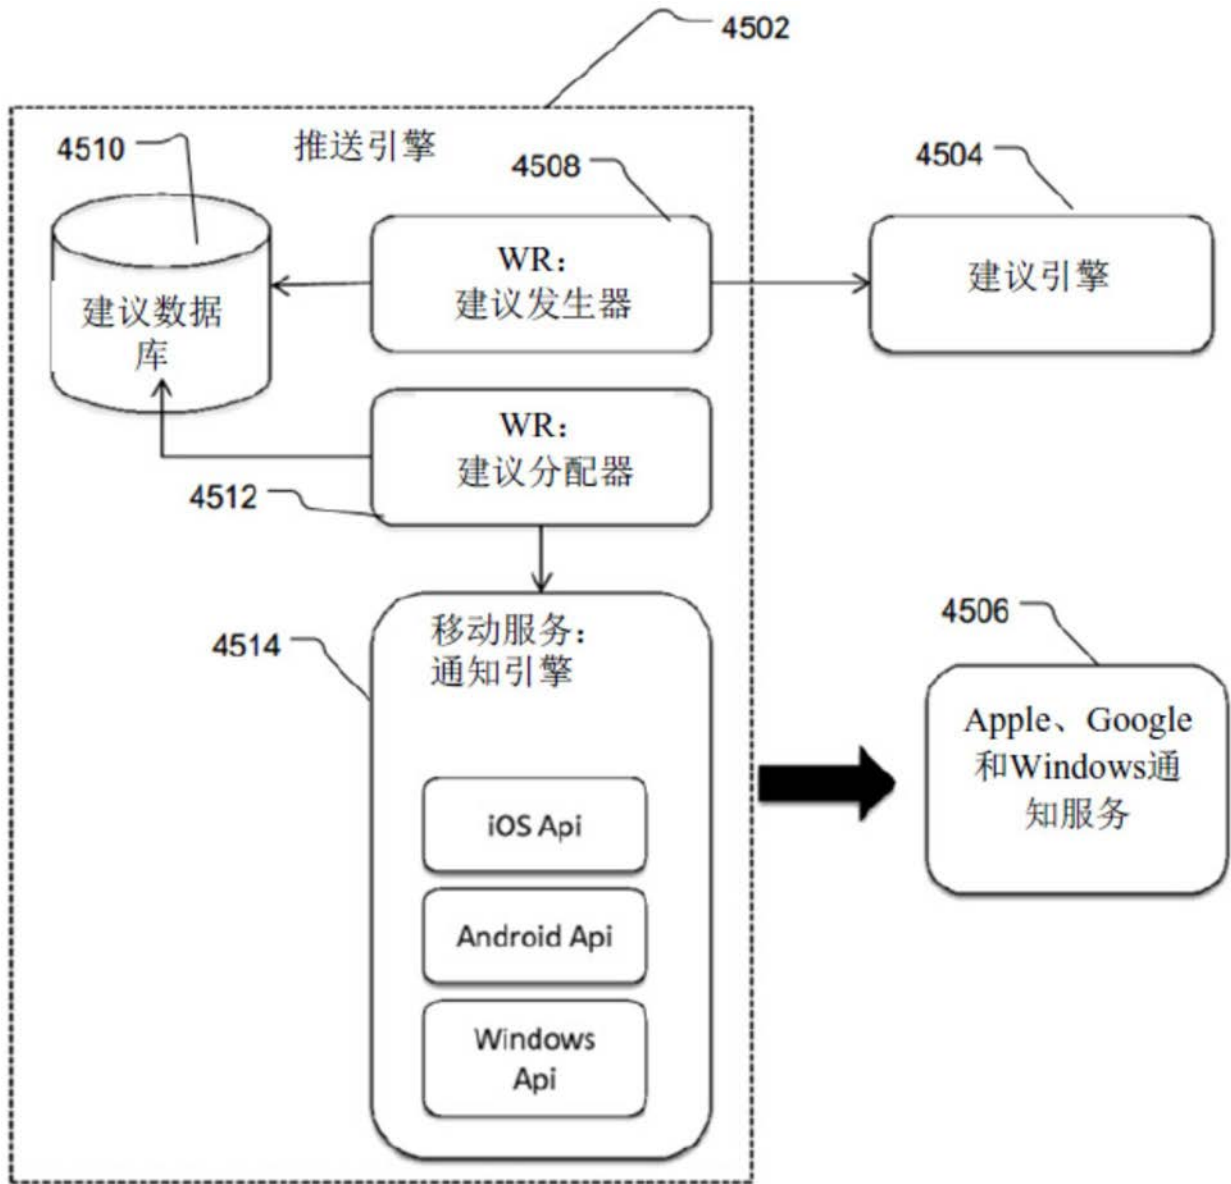 4502
推送引擎
4510
4508
4504
WR：
建议发生器
建议引擎
建议数据
库
WR：
建议分配器
4512
4506
4514
移动服务：
通知引擎
Apple、Google
和Windows通
知服务
iOS Api
Android Api
Windows
Api